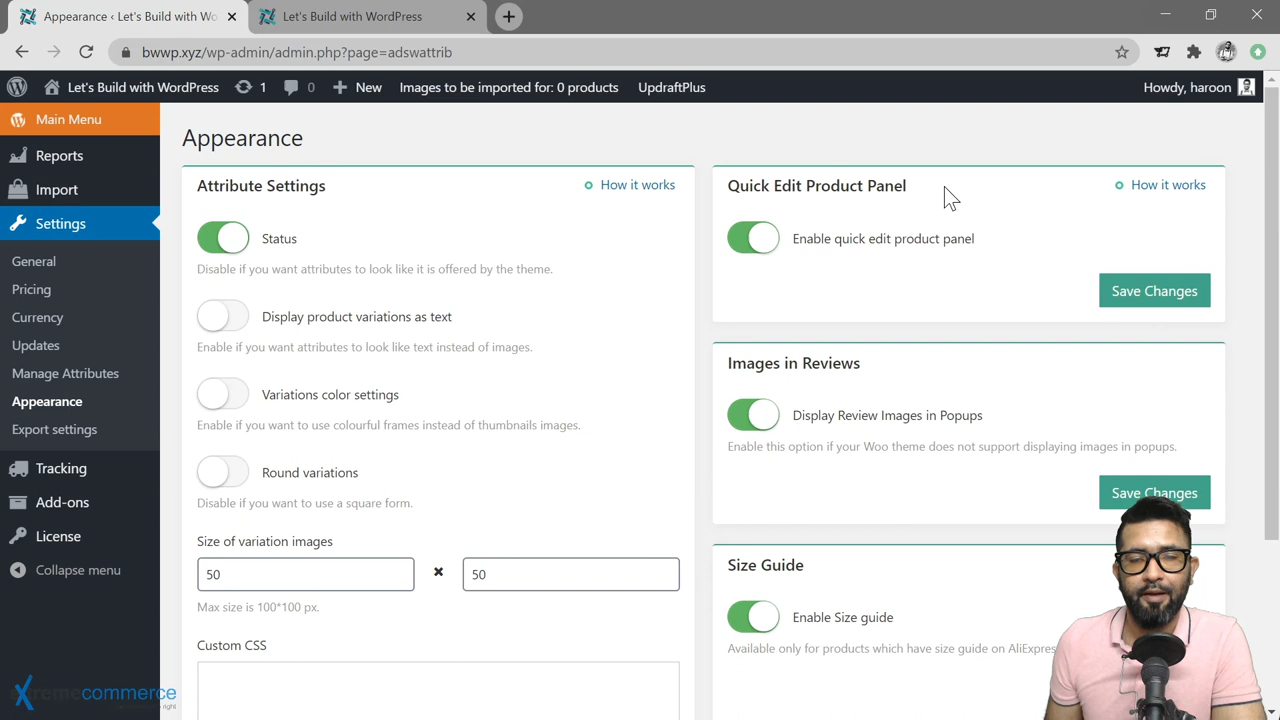 Appearance ‹ Let's Build with Wo
Let's Build with WordPress
bwwp.xyz/wp-admin/admin.php?page=adswattrib
Let's Build with WordPress
1
0
New
Images to be imported for: 0 products
UpdraftPlus
Howdy, haroon
Main Menu
Reports
Import
Settings
General
Pricing
Currency
Updates
Manage Attributes
Appearance
Export settings
Tracking
Add-ons
License
Collapse menu
Appearance
Attribute Settings
How it works
Status
Disable if you want attributes to look like it is offered by the theme.
Display product variations as text
Enable if you want attributes to look like text instead of images.
Variations color settings
Enable if you want to use colourful frames instead of thumbnails images.
Round variations
Disable if you want to use a square form.
Size of variation images
50
50
Max size is 100*100 px.
Custom CSS
Quick Edit Product Panel
How it works
Enable quick edit product panel
Save Changes
Images in Reviews
Display Review Images in Popups
Enable this option if your Woo theme does not support displaying images in popups.
Save Changes
Size Guide
Enable Size guide
Available only for products which have size guide on AliExpre
xtremecommerce